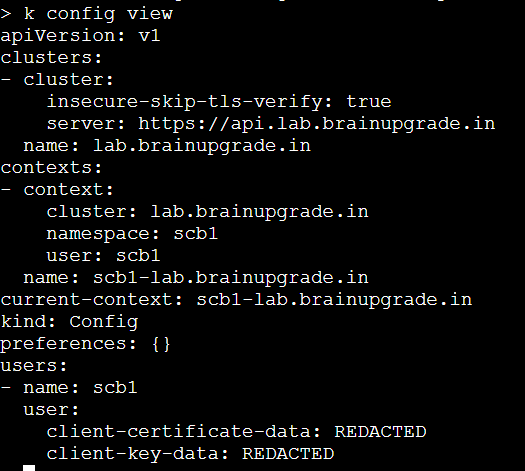 > k config view
apiVersion: v1
clusters:
- cluster:
    insecure-skip-tls-verify: true
    server: https://api.lab.brainupgrade.in
  name: lab.brainupgrade.in
contexts:
- context:
    cluster: lab.brainupgrade.in
    namespace: scb1
    user: scb1
  name: scb1-lab.brainupgrade.in
current-context: scb1-lab.brainupgrade.in
kind: Config
preferences: {}
users:
- name: scb1
  user:
    client-certificate-data: REDACTED
    client-key-data: REDACTED